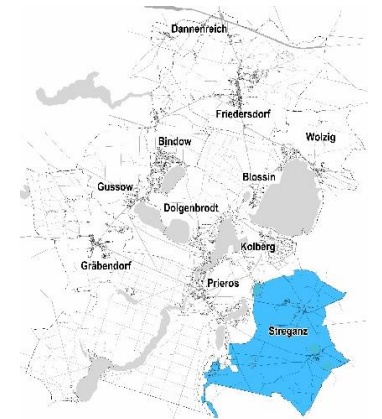 Dannenreich
Friedersdorf
Wolzig
Bindow
Blossin
Gussow
Dolgenbrodt
Kolberg
Gräbendorf
Prieros
Streganz